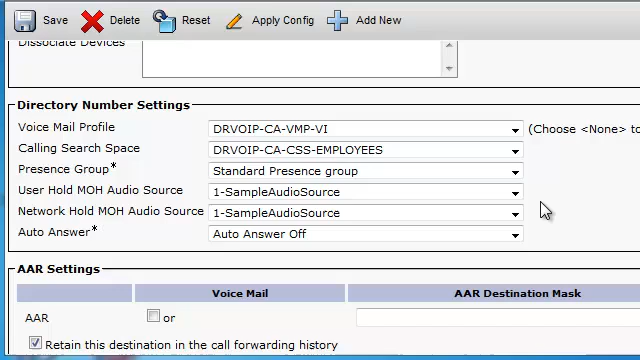 Save Delete Reset Apply Config Add New
Dissociate Devices
Directory Number Settings
Voice Mail Profile DRVOIP-CA-VMP-VI (Choose <None> to
Calling Search Space DRVOIP-CA-CSS-EMPLOYEES
Presence Group* Standard Presence group
User Hold MOH Audio Source 1-SampleAudioSource
Network Hold MOH Audio Source 1-SampleAudioSource
Auto Answer* Auto Answer Off
AAR Settings
Voice Mail AAR Destination Mask
AAR or
Retain this destination in the call forwarding history